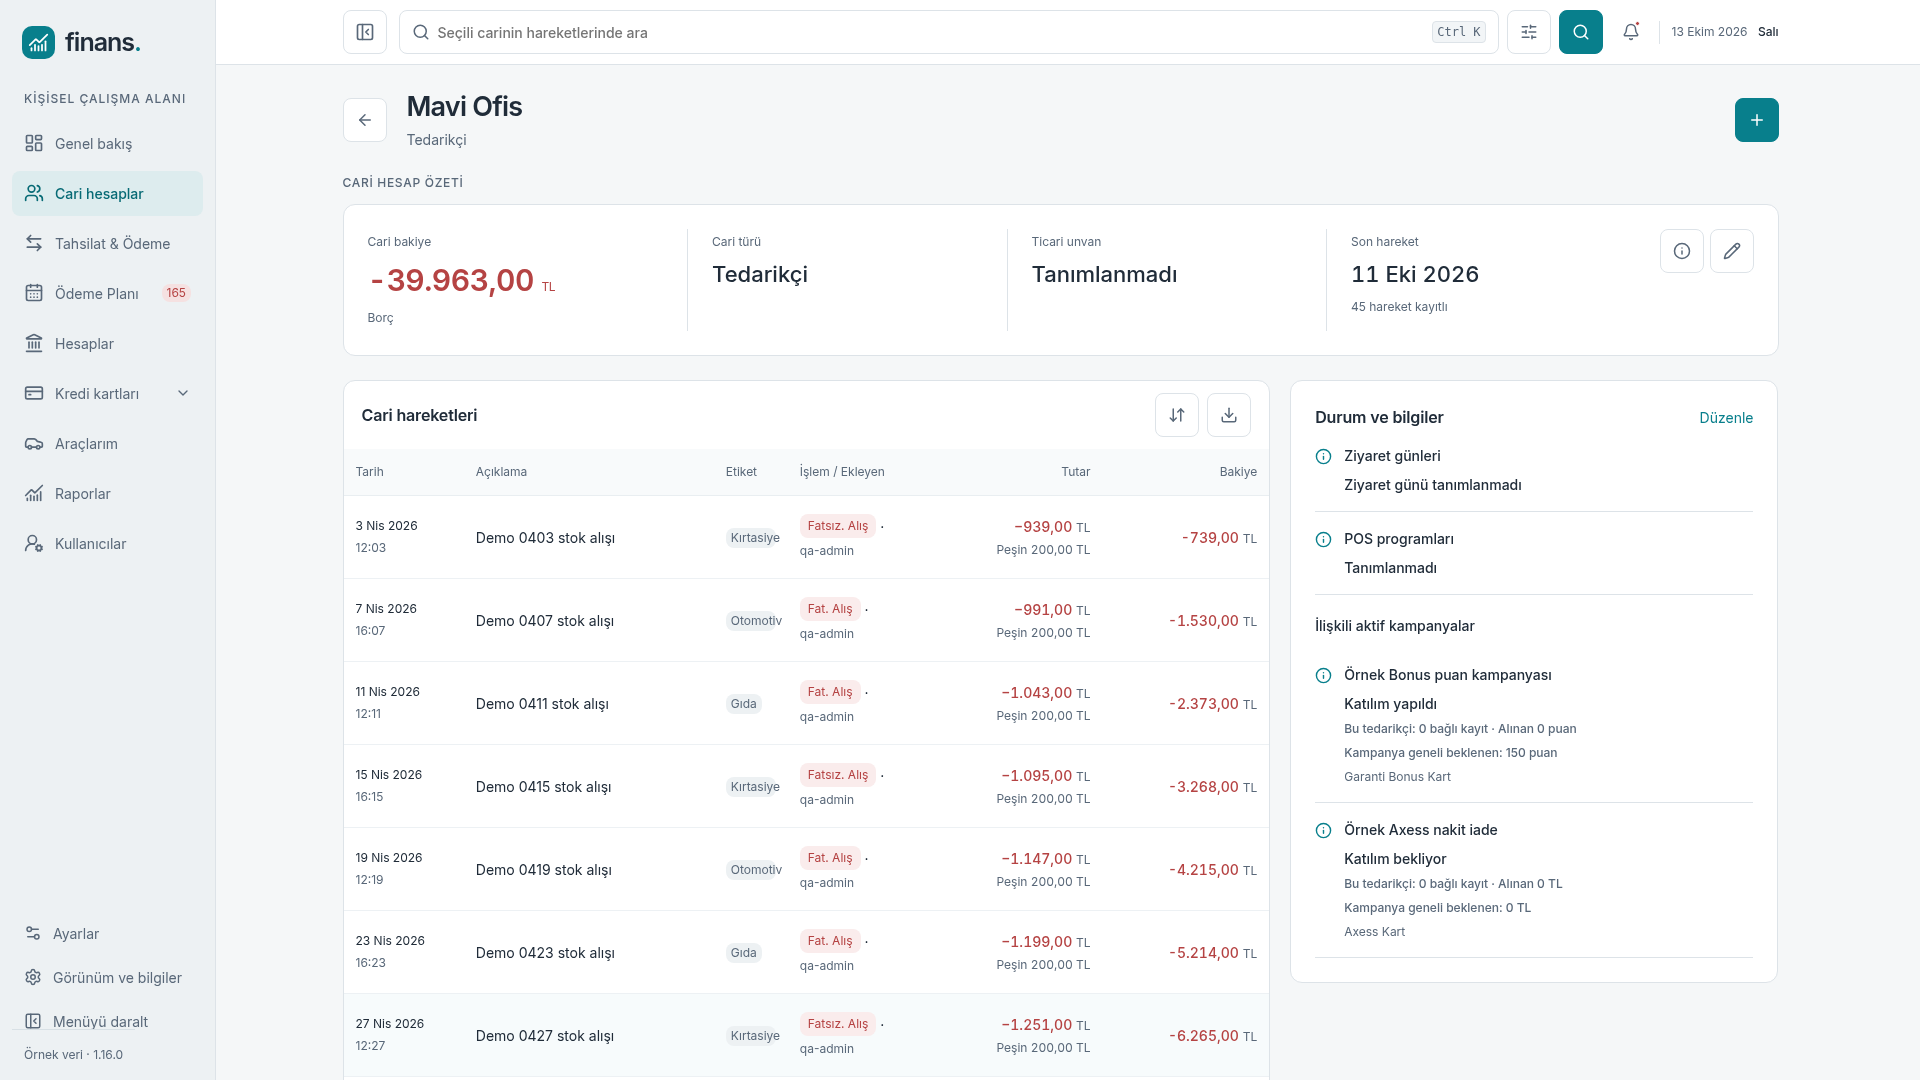 finans.
KİŞİSEL ÇALIŞMA ALANI
Genel bakış
Cari hesaplar
Tahsilat & Ödeme
Ödeme Planı 165
Hesaplar
Kredi kartları
Araçlarım
Raporlar
Kullanıcılar
Ayarlar
Görünüm ve bilgiler
Menüyü daralt
Örnek veri · 1.16.0
Seçili carinin hareketlerinde ara Ctrl K
13 Ekim 2026 Salı
Mavi Ofis
Tedarikçi
CARİ HESAP ÖZETİ
Cari bakiye
-39.963,00 TL
Borç
Cari türü
Tedarikçi
Ticari unvan
Tanımlanmadı
Son hareket
11 Eki 2026
45 hareket kayıtlı
Cari hareketleri
Tarih Açıklama Etiket İşlem / Ekleyen Tutar Bakiye
3 Nis 2026
12:03
Demo 0403 stok alışı
Kırtasiye
Fatsız. Alış ·
qa-admin
−939,00 TL
Peşin 200,00 TL
-739,00 TL
7 Nis 2026
16:07
Demo 0407 stok alışı
Otomotiv
Fat. Alış ·
qa-admin
−991,00 TL
Peşin 200,00 TL
-1.530,00 TL
11 Nis 2026
12:11
Demo 0411 stok alışı
Gıda
Fat. Alış ·
qa-admin
−1.043,00 TL
Peşin 200,00 TL
-2.373,00 TL
15 Nis 2026
16:15
Demo 0415 stok alışı
Kırtasiye
Fatsız. Alış ·
qa-admin
−1.095,00 TL
Peşin 200,00 TL
-3.268,00 TL
19 Nis 2026
12:19
Demo 0419 stok alışı
Otomotiv
Fat. Alış ·
qa-admin
−1.147,00 TL
Peşin 200,00 TL
-4.215,00 TL
23 Nis 2026
16:23
Demo 0423 stok alışı
Gıda
Fat. Alış ·
qa-admin
−1.199,00 TL
Peşin 200,00 TL
-5.214,00 TL
27 Nis 2026
12:27
Demo 0427 stok alışı
Kırtasiye
Fatsız. Alış ·
qa-admin
−1.251,00 TL
Peşin 200,00 TL
-6.265,00 TL
Durum ve bilgiler Düzenle
Ziyaret günleri
Ziyaret günü tanımlanmadı
POS programları
Tanımlanmadı
İlişkili aktif kampanyalar
Örnek Bonus puan kampanyası
Katılım yapıldı
Bu tedarikçi: 0 bağlı kayıt · Alınan 0 puan
Kampanya geneli beklenen: 150 puan
Garanti Bonus Kart
Örnek Axess nakit iade
Katılım bekliyor
Bu tedarikçi: 0 bağlı kayıt · Alınan 0 TL
Kampanya geneli beklenen: 0 TL
Axess Kart